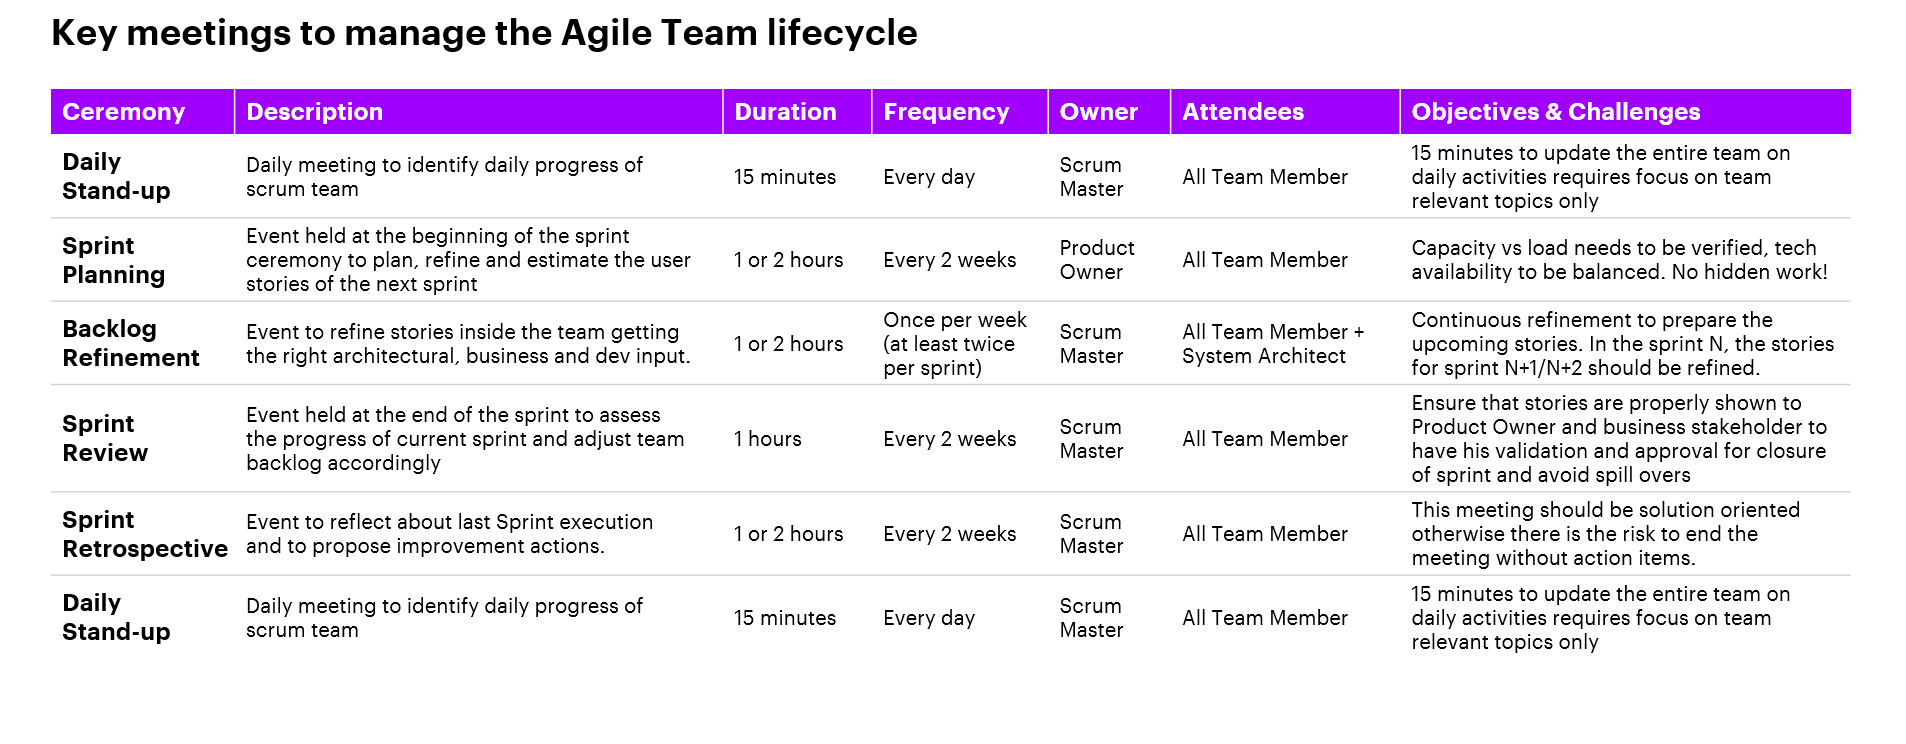 Key meetings to manage the Agile Team lifecycle
Ceremony Description Duration Frequency Owner Attendees Objectives & Challenges
Daily
Stand-up
Daily meeting to identify daily progress of
scrum team
15 minutes
Every day
Scrum
Master
All Team Member
15 minutes to update the entire team on
daily activities requires focus on team
relevant topics only
Sprint
Planning
Event held at the beginning of the sprint
ceremony to plan, refine and estimate the user
stories of the next sprint
1 or 2 hours
Every 2 weeks
Product
Owner
All Team Member
Capacity vs load needs to be verified, tech
availability to be balanced. No hidden work!
Backlog
Refinement
Event to refine stories inside the team getting
the right architectural, business and dev input.
1 or 2 hours
Once per week
(at least twice
per sprint)
Scrum
Master
All Team Member +
System Architect
Continuous refinement to prepare the
upcoming stories. In the sprint N, the stories
for sprint N+1/N+2 should be refined.
Sprint
Review
Event held at the end of the sprint to assess
the progress of current sprint and adjust team
backlog accordingly
1 hours
Every 2 weeks
Scrum
Master
All Team Member
Ensure that stories are properly shown to
Product Owner and business stakeholder to
have his validation and approval for closure
of sprint and avoid spill overs
Sprint
Retrospective
Event to reflect about last Sprint execution
and to propose improvement actions.
1 or 2 hours
Every 2 weeks
Scrum
Master
All Team Member
This meeting should be solution oriented
otherwise there is the risk to end the
meeting without action items.
Daily
Stand-up
Daily meeting to identify daily progress of
scrum team
15 minutes
Every day
Scrum
Master
All Team Member
15 minutes to update the entire team on
daily activities requires focus on team
relevant topics only